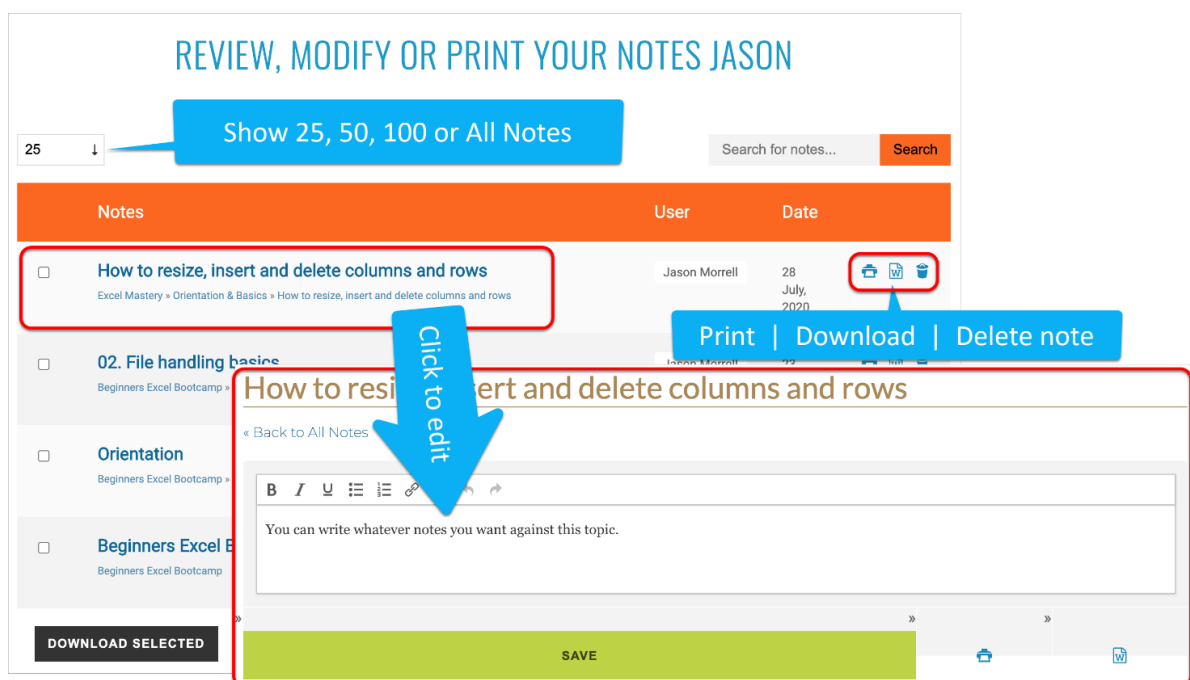 REVIEW, MODIFY OR PRINT YOUR NOTES JASON
25
Show 25, 50, 100 or All Notes
Search for notes...
Search
Notes
User
Date
How to resize, insert and delete columns and rows
Excel Mastery » Orientation & Basics » How to resize, insert and delete columns and rows
Jason Morrell
28
July,
2020
Print | Download | Delete note
Click to edit
02. File handling basics
Beginners Excel Bootcamp »
Jason Morrell
23
Orientation
Beginners Excel Bootcamp »
Beginners Excel
Beginners Excel Bootcamp
DOWNLOAD SELECTED
How to resi ert and delete columns and rows
« Back to All Notes
B I U
You can write whatever notes you want against this topic.
» » »
SAVE